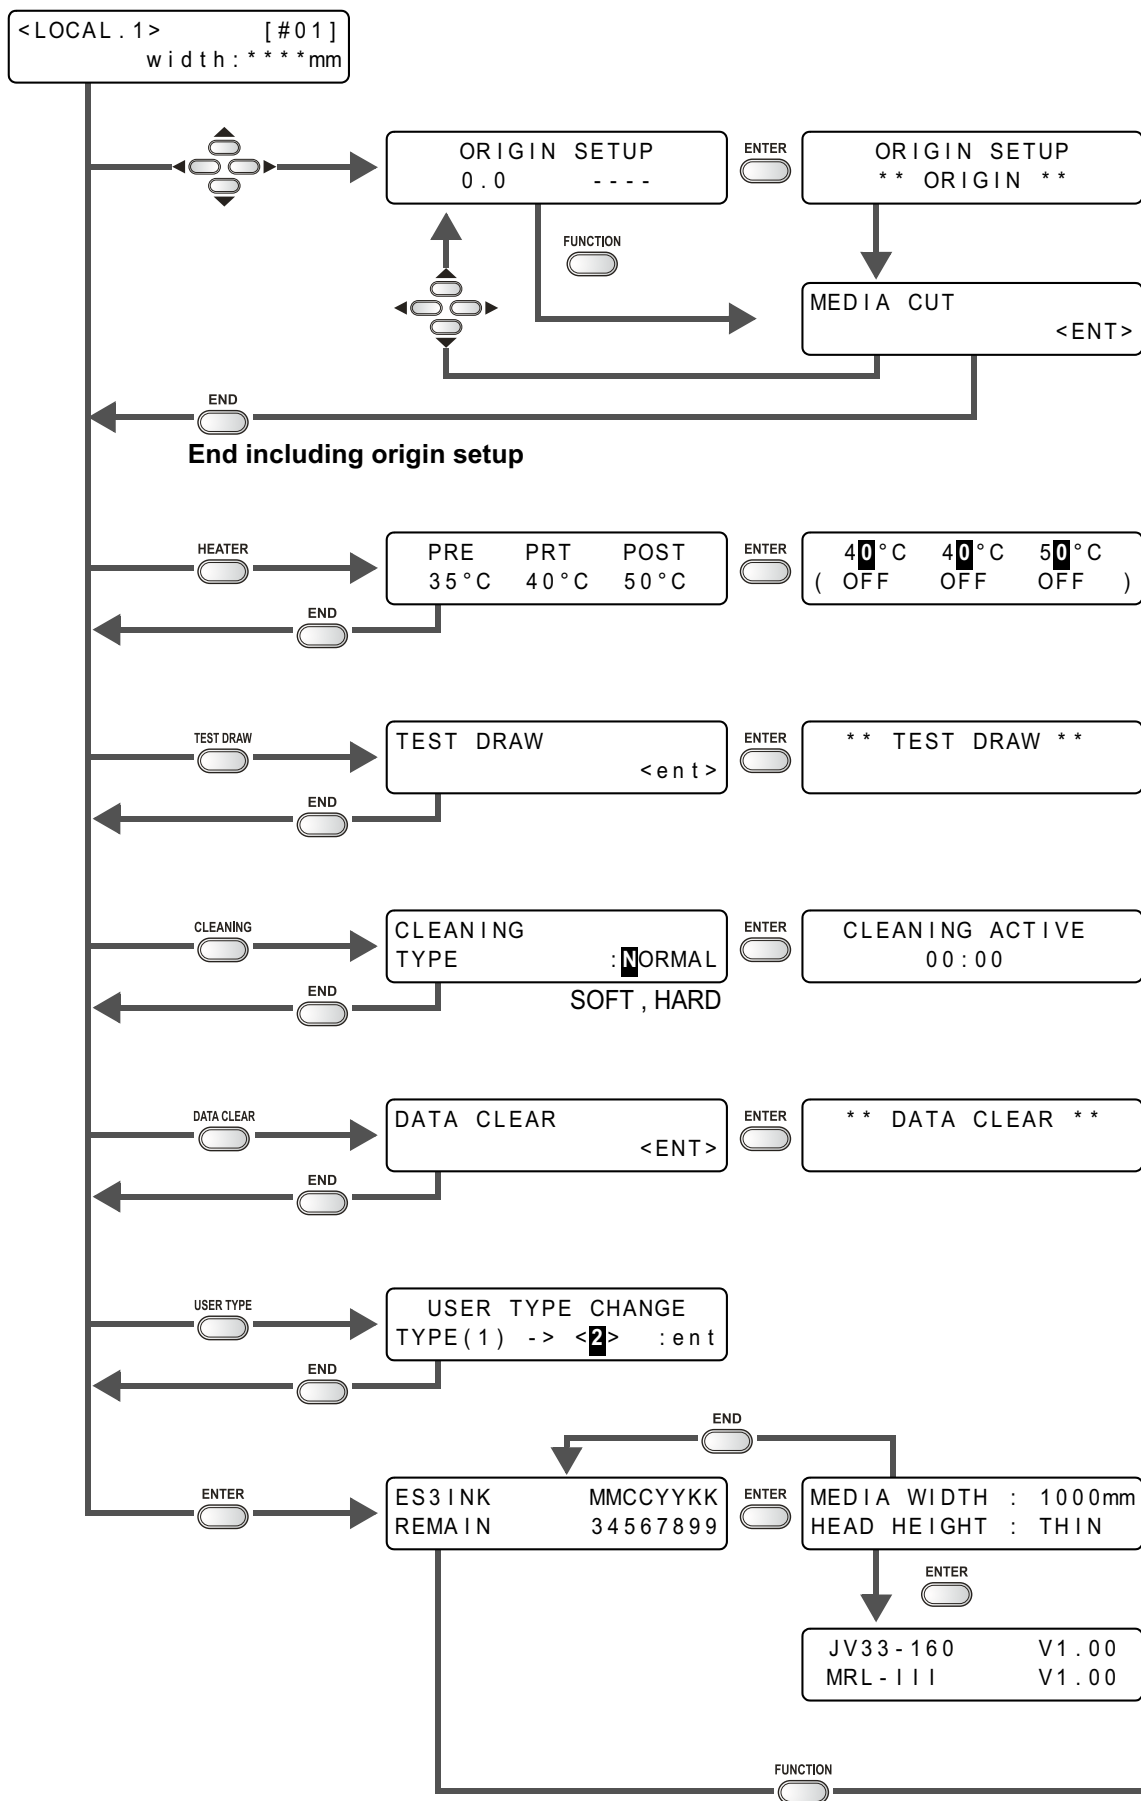 <LOCAL.1> [#01]
width:****mm
ORIGIN SETUP
0.0 ----
ENTER
ORIGIN SETUP
** ORIGIN **
FUNCTION
MEDIA CUT
<ENT>
END
End including origin setup
HEATER
PRE PRT POST
35°C 40°C 50°C
ENTER
40°C 40°C 50°C
( OFF OFF OFF )
END
TEST DRAW
TEST DRAW
<ent>
ENTER
** TEST DRAW **
END
CLEANING
CLEANING
TYPE :NORMAL
SOFT , HARD
ENTER
CLEANING ACTIVE
00:00
END
DATA CLEAR
DATA CLEAR
<ENT>
ENTER
** DATA CLEAR **
END
USER TYPE
USER TYPE CHANGE
TYPE(1) -> <2> :ent
END
END
ENTER
ES3INK MMCCYYKK
REMAIN 34567899
ENTER
MEDIA WIDTH : 1000mm
HEAD HEIGHT : THIN
ENTER
JV33-160 V1.00
MRL-III V1.00
FUNCTION